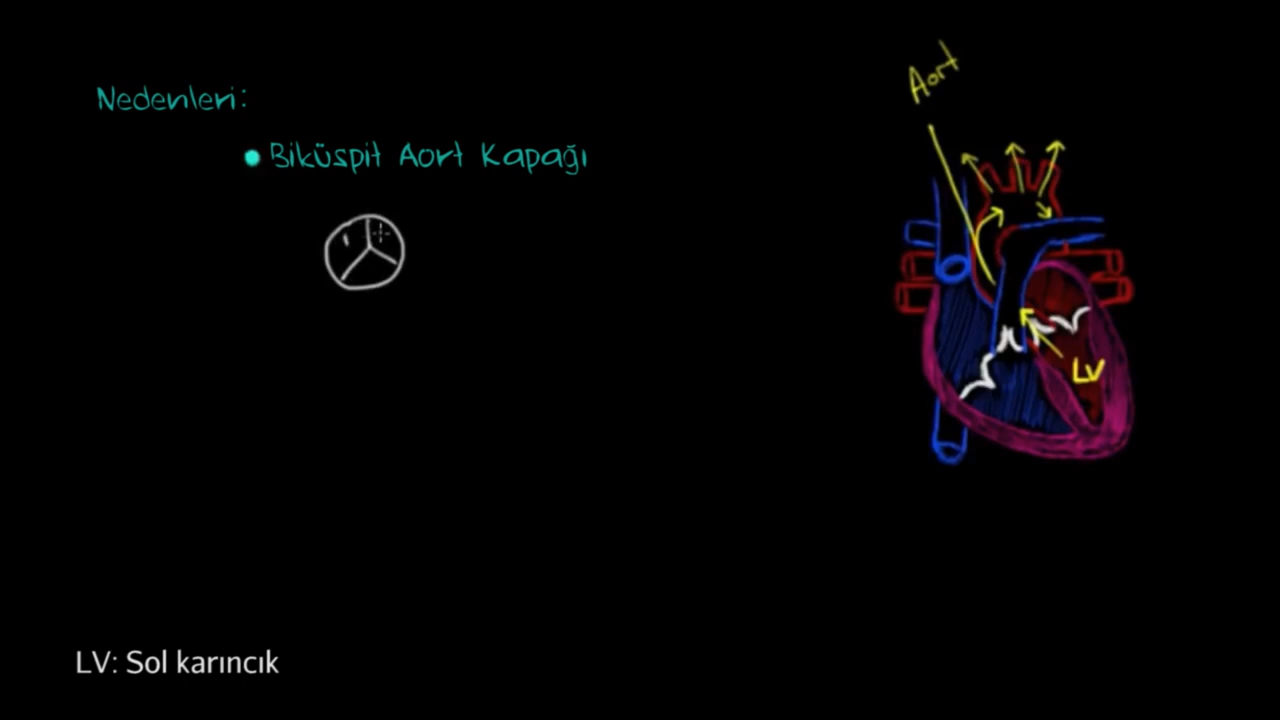 Aort
Nedenleri:
Biküspit Aort Kapağı
LV
LV: Sol karıncık